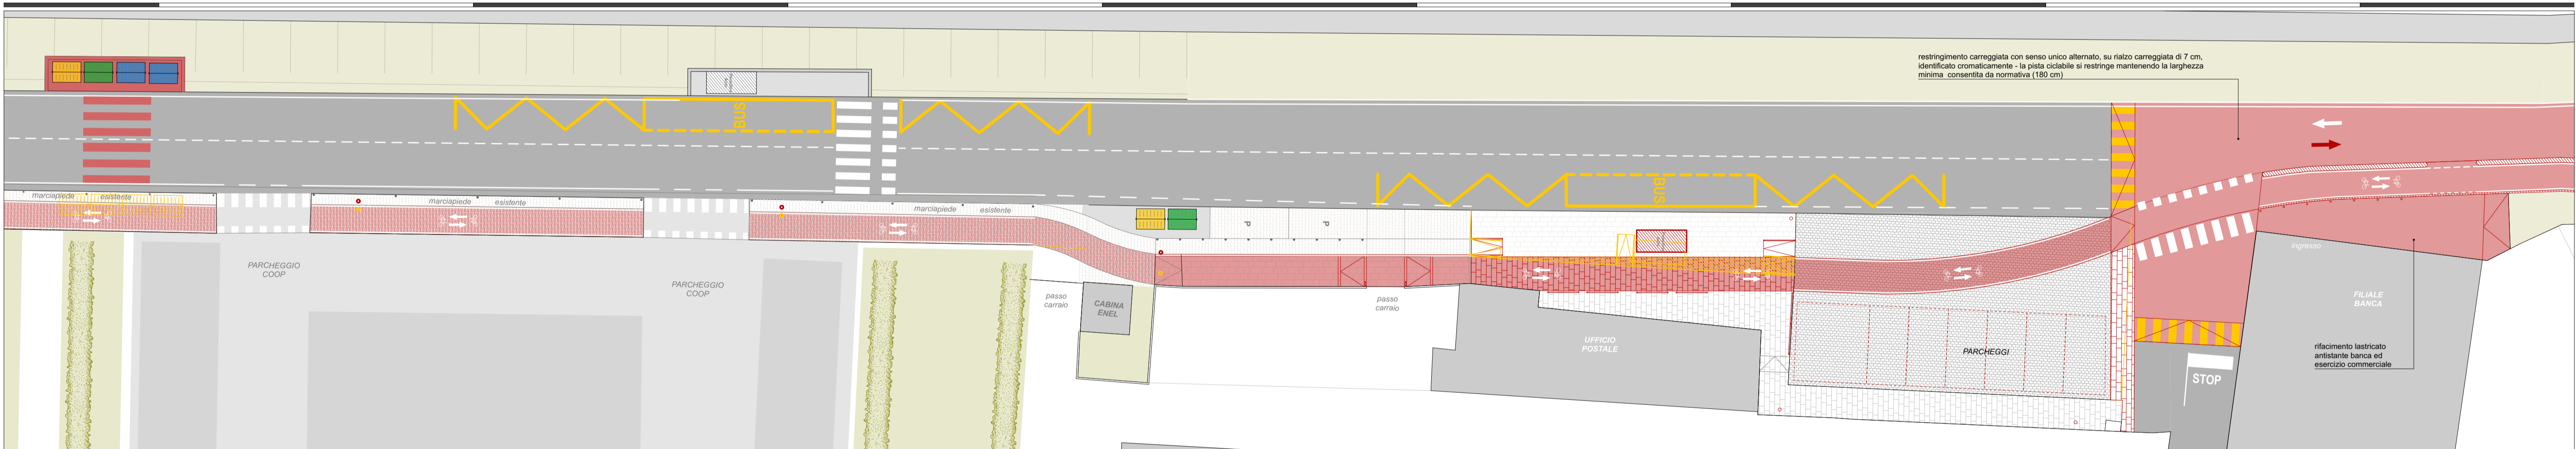 restringimento carreggiata con senso unico alternato, su rialzo carreggiata di 7 cm,
identificato cromaticamente - la pista ciclabile si restringe mantenendo la larghezza
minima consentita da normativa (180 cm)
BUS
marciapiede esistente
marciapiede esistente
marciapiede esistente
P
P
BUS
PARCHEGGIO
COOP
PARCHEGGIO
COOP
passo
carraio
CABINA
ENEL
passo
carraio
UFFICIO
POSTALE
PARCHEGGI
ingresso
FILIALE
BANCA
STOP
rifacimento lastricato
antistante banca ed
esercizio commerciale